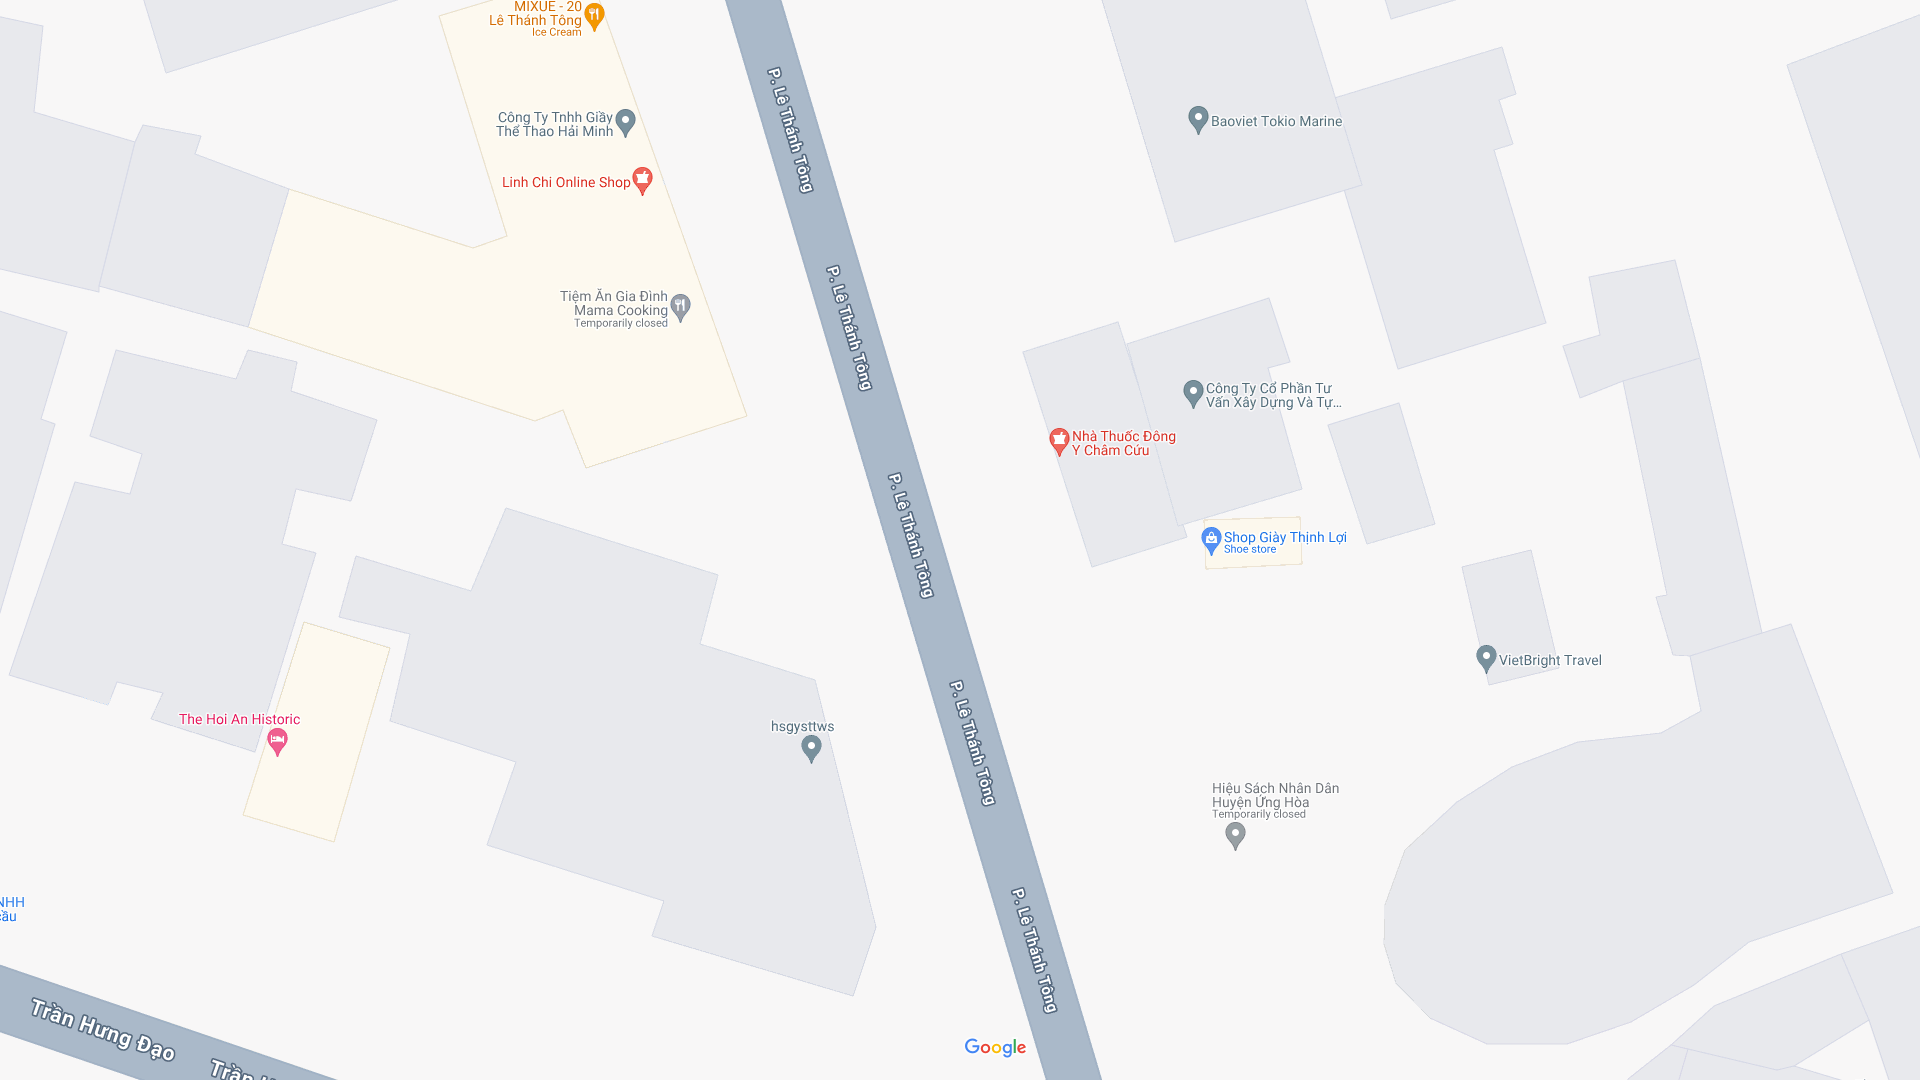 MIXUE - 20
Lê Thánh Tông
Ice Cream
P. Lê Thánh Tông
Công Ty Tnhh Giầy
Thể Thao Hải Minh
Baoviet Tokio Marine
Linh Chi Online Shop
P. Lê Thánh Tông
Tiệm Ăn Gia Đình
Mama Cooking
Temporarily closed
Công Ty Cổ Phần Tư
Vấn Xây Dựng Và Tự...
Nhà Thuốc Đông
Y Châm Cứu
P. Lê Thánh Tông
Shop Giày Thịnh Lợi
Shoe store
VietBright Travel
The Hoi An Historic
hsgysttws
P. Lê Thánh Tông
Hiệu Sách Nhân Dân
Huyện Ứng Hòa
Temporarily closed
NHH
P. Lê Thánh Tông
Trần Hưng Đạo
Trần
Google